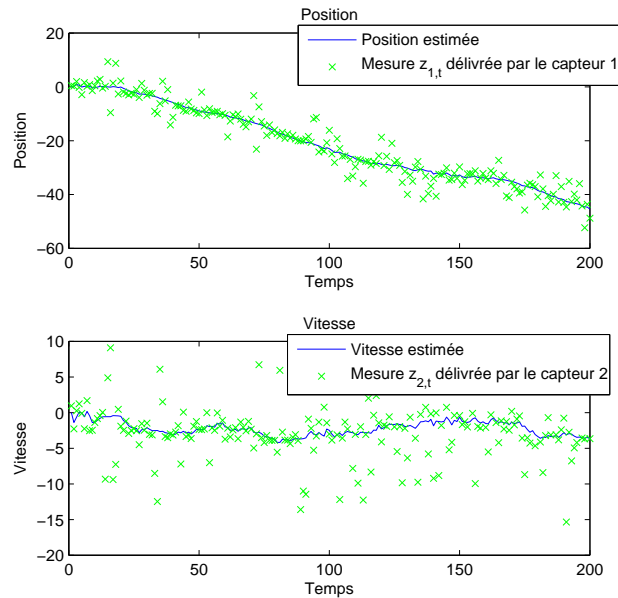 Position
Position estimée
Mesure z1,t délivrée par le capteur 1
20
0
−20
−40
−60
Position
0
50
100
150
200
Temps
Vitesse
Vitesse estimée
Mesure z2,t délivrée par le capteur 2
10
5
0
−5
−10
−15
−20
Vitesse
0
50
100
150
200
Temps